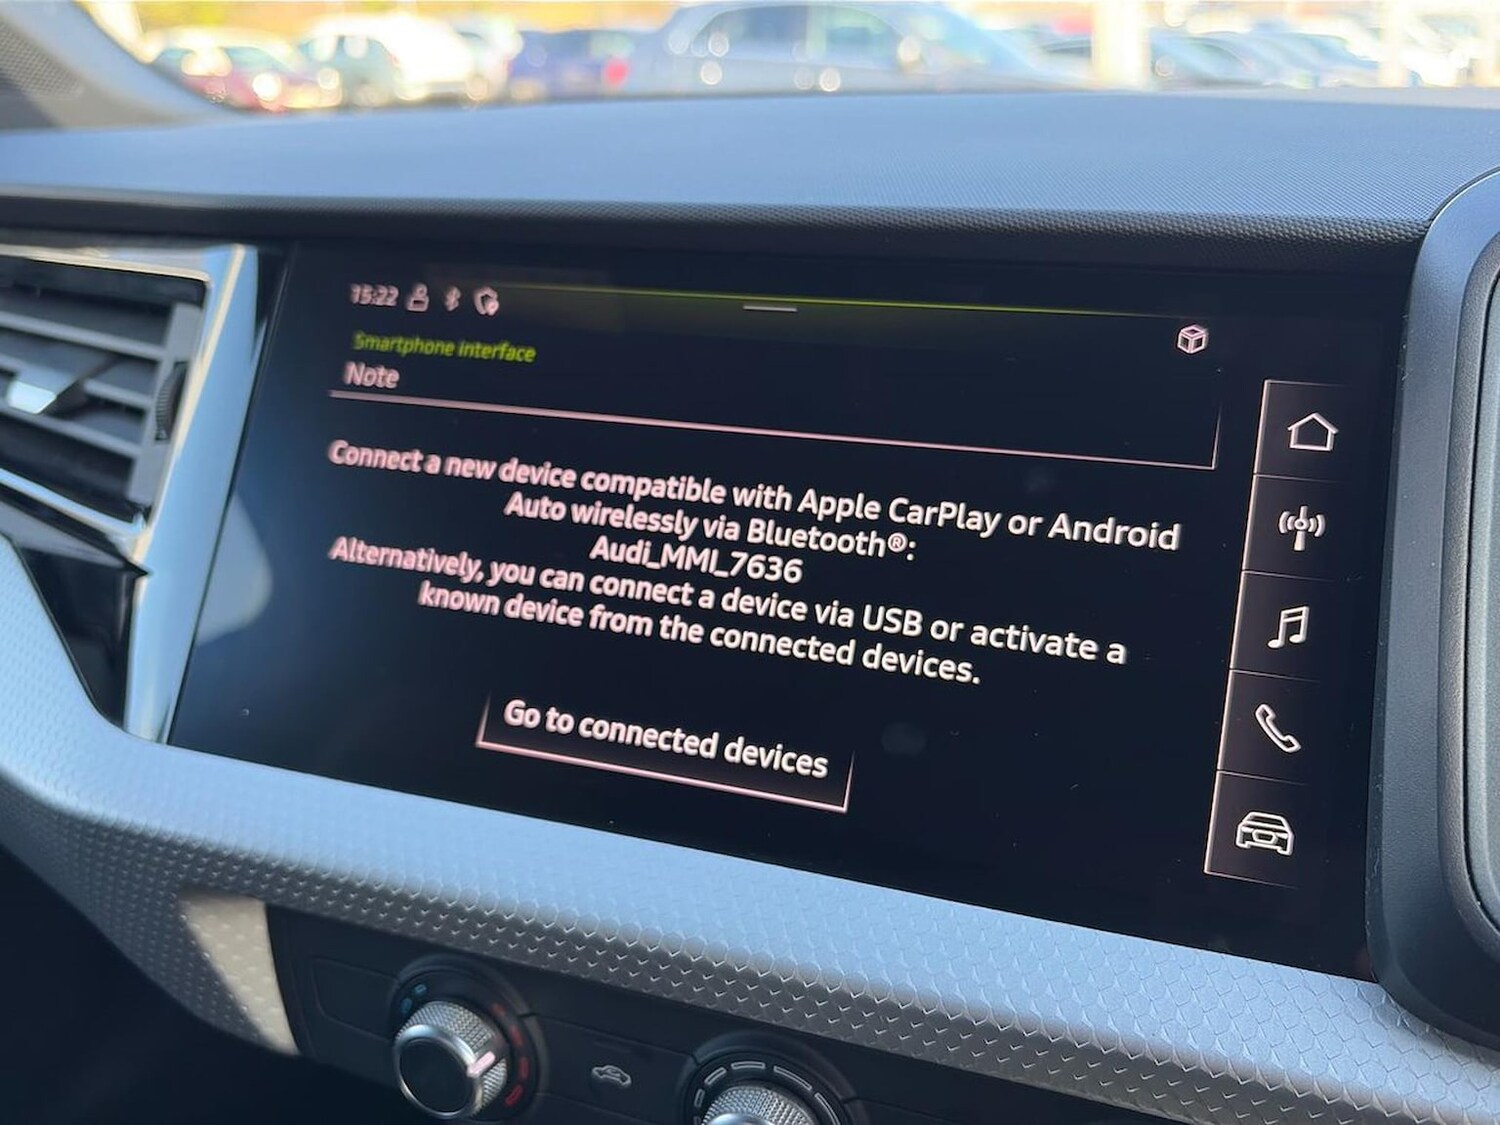 15:22
Smartphone interface
Note
Connect a new device compatible with Apple CarPlay or Android
Auto wirelessly via Bluetooth®:
Audi_MMI_7636
Alternatively, you can connect a device via USB or activate a
known device from the connected devices.
Go to connected devices